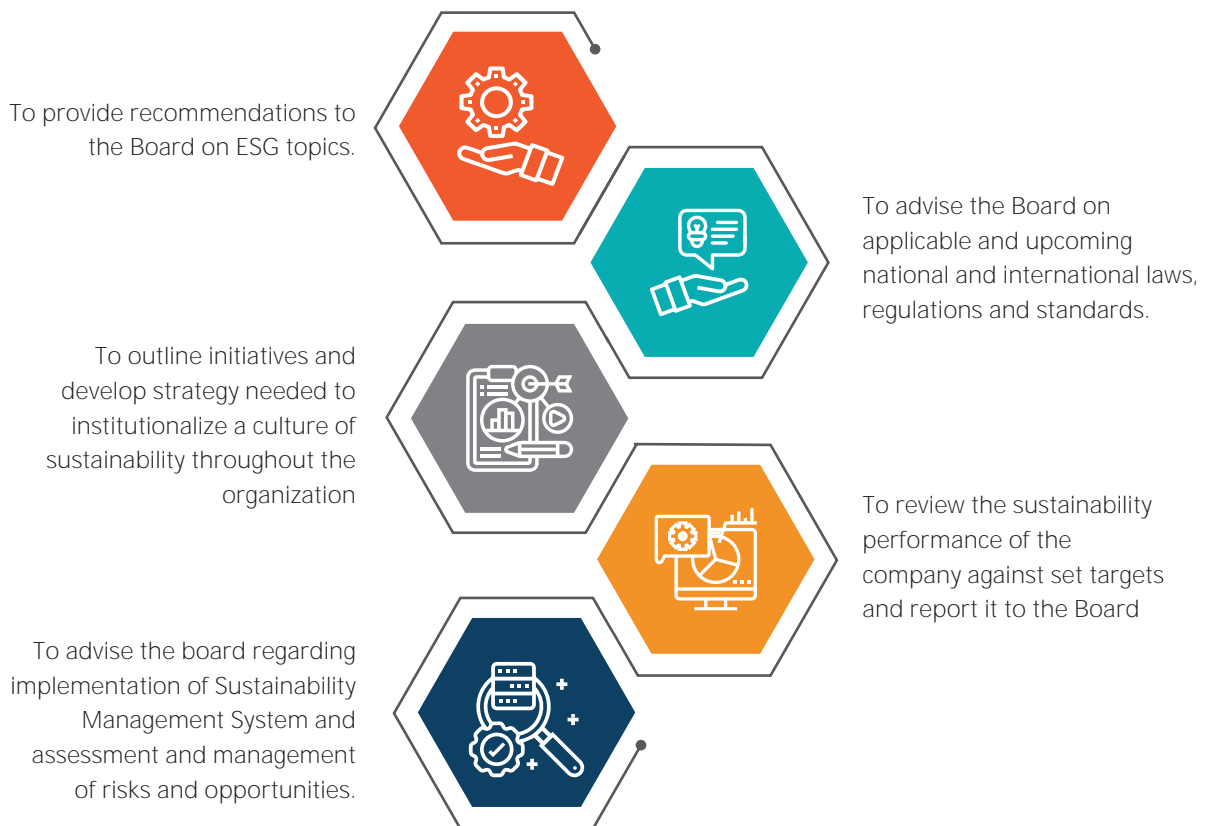 To provide recommendations to
the Board on ESG topics.
To advise the Board on
applicable and upcoming
national and international laws,
regulations and standards.
To outline initiatives and
develop strategy needed to
institutionalize a culture of
sustainability throughout the
organization
To review the sustainability
performance of the
company against set targets
and report it to the Board
To advise the board regarding
implementation of Sustainability
Management System and
assessment and management
of risks and opportunities.